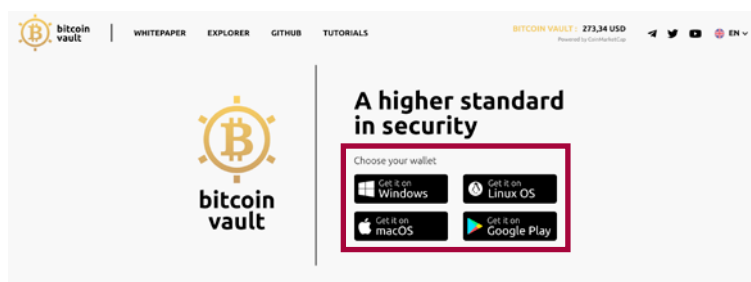 bitcoin
vault
WHITEPAPER EXPLORER GITHUB TUTORIALS
BITCOIN VAULT : 273,34 USD
Powered by CoinMarketCap
EN
bitcoin
vault
A higher standard
in security
Choose your wallet
Get it on
Windows
Get it on
Linux OS
Get it on
macOS
Get it on
Google Play